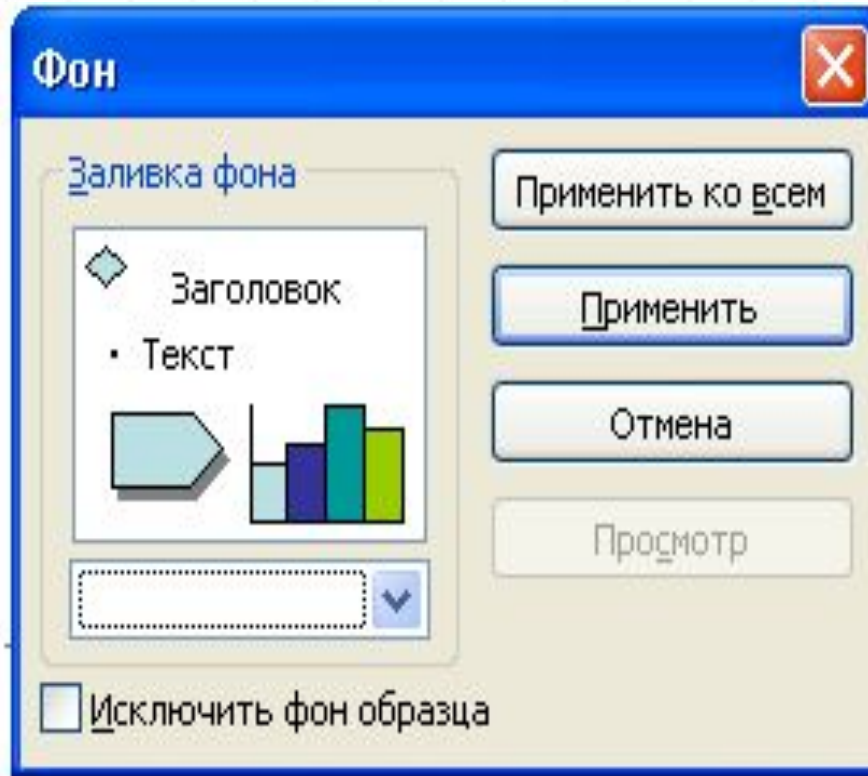 Фон
Заливка фона
Заголовок
• Текст
Применить ко всем
Применить
Отмена
Просмотр
Исключить фон образца